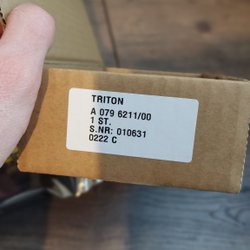 TRITON
A 079 6211/00
1 ST.
S.NR: 010631
0222 C